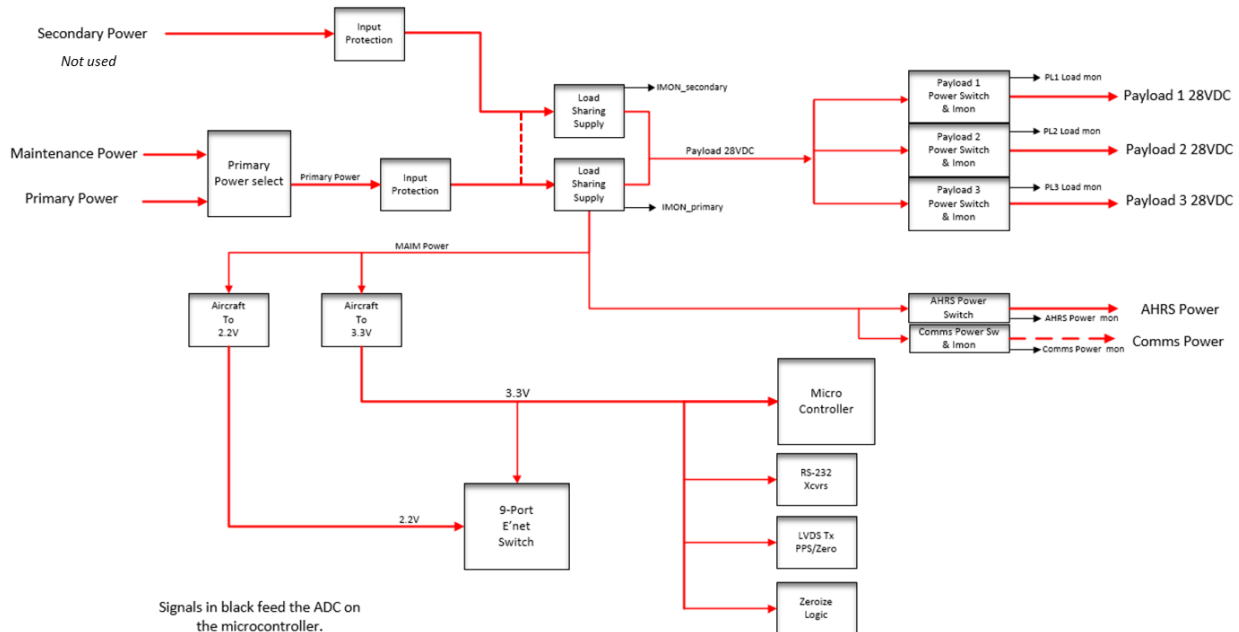 Secondary Power
Not used
Input
Protection
Load
Sharing
Supply
IMON_secondary
Payload 1
Power Switch
& Imon
PL1 Load mon
Payload 1 28VDC
Maintenance Power
Primary Power
Primary
Power select
Primary Power
Input
Protection
Load
Sharing
Supply
IMON_primary
Payload 28VDC
Payload 2
Power Switch
& Imon
PL2 Load mon
Payload 2 28VDC
Payload 3
Power Switch
& Imon
PL3 Load mon
Payload 3 28VDC
MAIM Power
Aircraft
To
2.2V
Aircraft
To
3.3V
AHRS Power
Switch
AHRS Power mon
AHRS Power
Comms Power Sw
& Imon
Comms Power mon
Comms Power
3.3V
Micro
Controller
RS-232
Xcvrs
2.2V
9-Port
E'net
Switch
LVDS Tx
PPS/Zero
Zeroize
Logic
Signals in black feed the ADC on
the microcontroller.